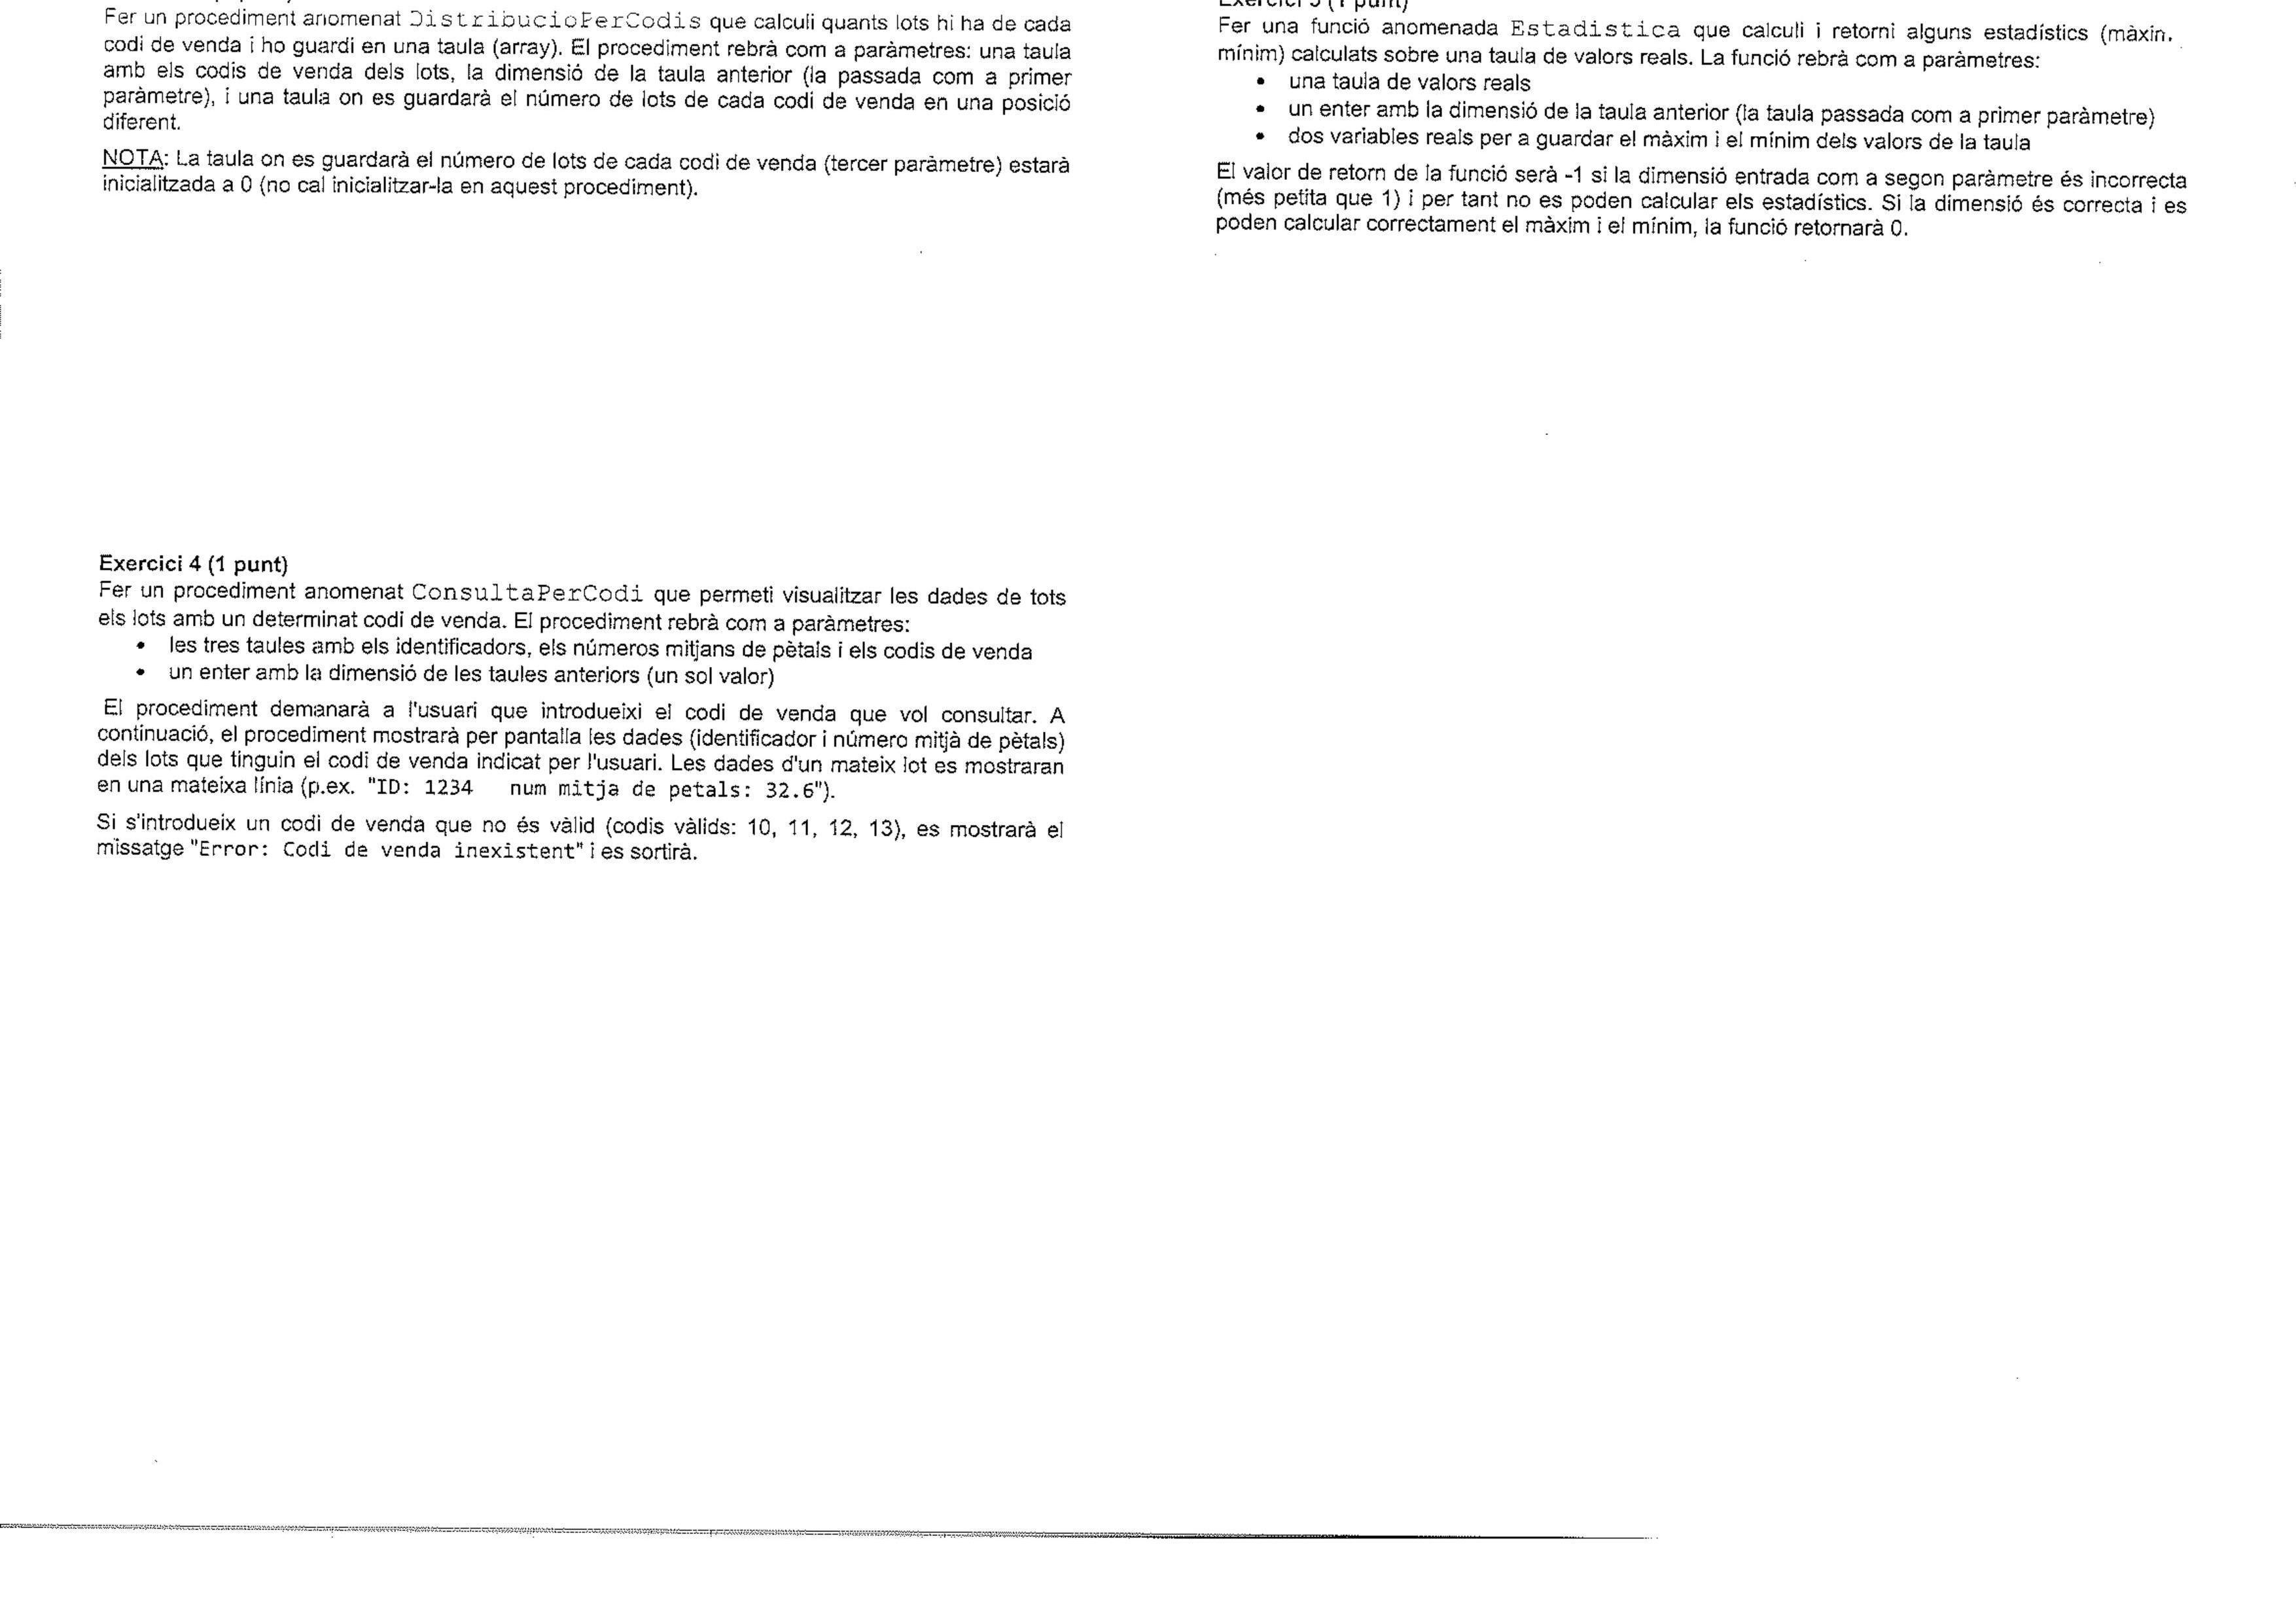 Fer un procediment anomenat DistribucioPerCodis que calculi quants lots hi ha de cada
codi de venda i ho guardi en una taula (array). El procediment rebrà com a paràmetres: una taula
amb els codis de venda dels lots, la dimensió de la taula anterior (la passada com a primer
paràmetre), i una taula on es guardarà el número de lots de cada codi de venda en una posició
diferent.
NOTA: La taula on es guardarà el número de lots de cada codi de venda (tercer paràmetre) estarà
inicialitzada a 0 (no cal inicialitzar-la en aquest procediment).
Exercici 4 (1 punt)
Fer un procediment anomenat ConsultaPerCodi que permeti visualitzar les dades de tots
els lots amb un determinat codi de venda. El procediment rebrà com a paràmetres:
• les tres taules amb els identificadors, els números mitjans de pètals i els codis de venda
• un enter amb la dimensió de les taules anteriors (un sol valor)
El procediment demanarà a l'usuari que introdueixi el codi de venda que vol consultar. A
continuació, el procediment mostrarà per pantalla les dades (identificador i número mitjà de pètals)
dels lots que tinguin el codi de venda indicat per l'usuari. Les dades d'un mateix lot es mostraran
en una mateixa línia (p.ex. "ID: 1234 num mitja de petals: 32.6").
Si s'introdueix un codi de venda que no és vàlid (codis vàlids: 10, 11, 12, 13), es mostrarà el
missatge "Error: Codi de venda inexistent" i es sortirà.
Exercici 5 (1 punt)
Fer una funció anomenada Estadistica que calculi i retorni alguns estadístics (màxim,
mínim) calculats sobre una taula de valors reals. La funció rebrà com a paràmetres:
• una taula de valors reals
• un enter amb la dimensió de la taula anterior (la taula passada com a primer paràmetre)
• dos variables reals per a guardar el màxim i el mínim dels valors de la taula
El valor de retorn de la funció serà -1 si la dimensió entrada com a segon paràmetre és incorrecta
(més petita que 1) i per tant no es poden calcular els estadístics. Si la dimensió és correcta i es
poden calcular correctament el màxim i el mínim, la funció retornarà 0.